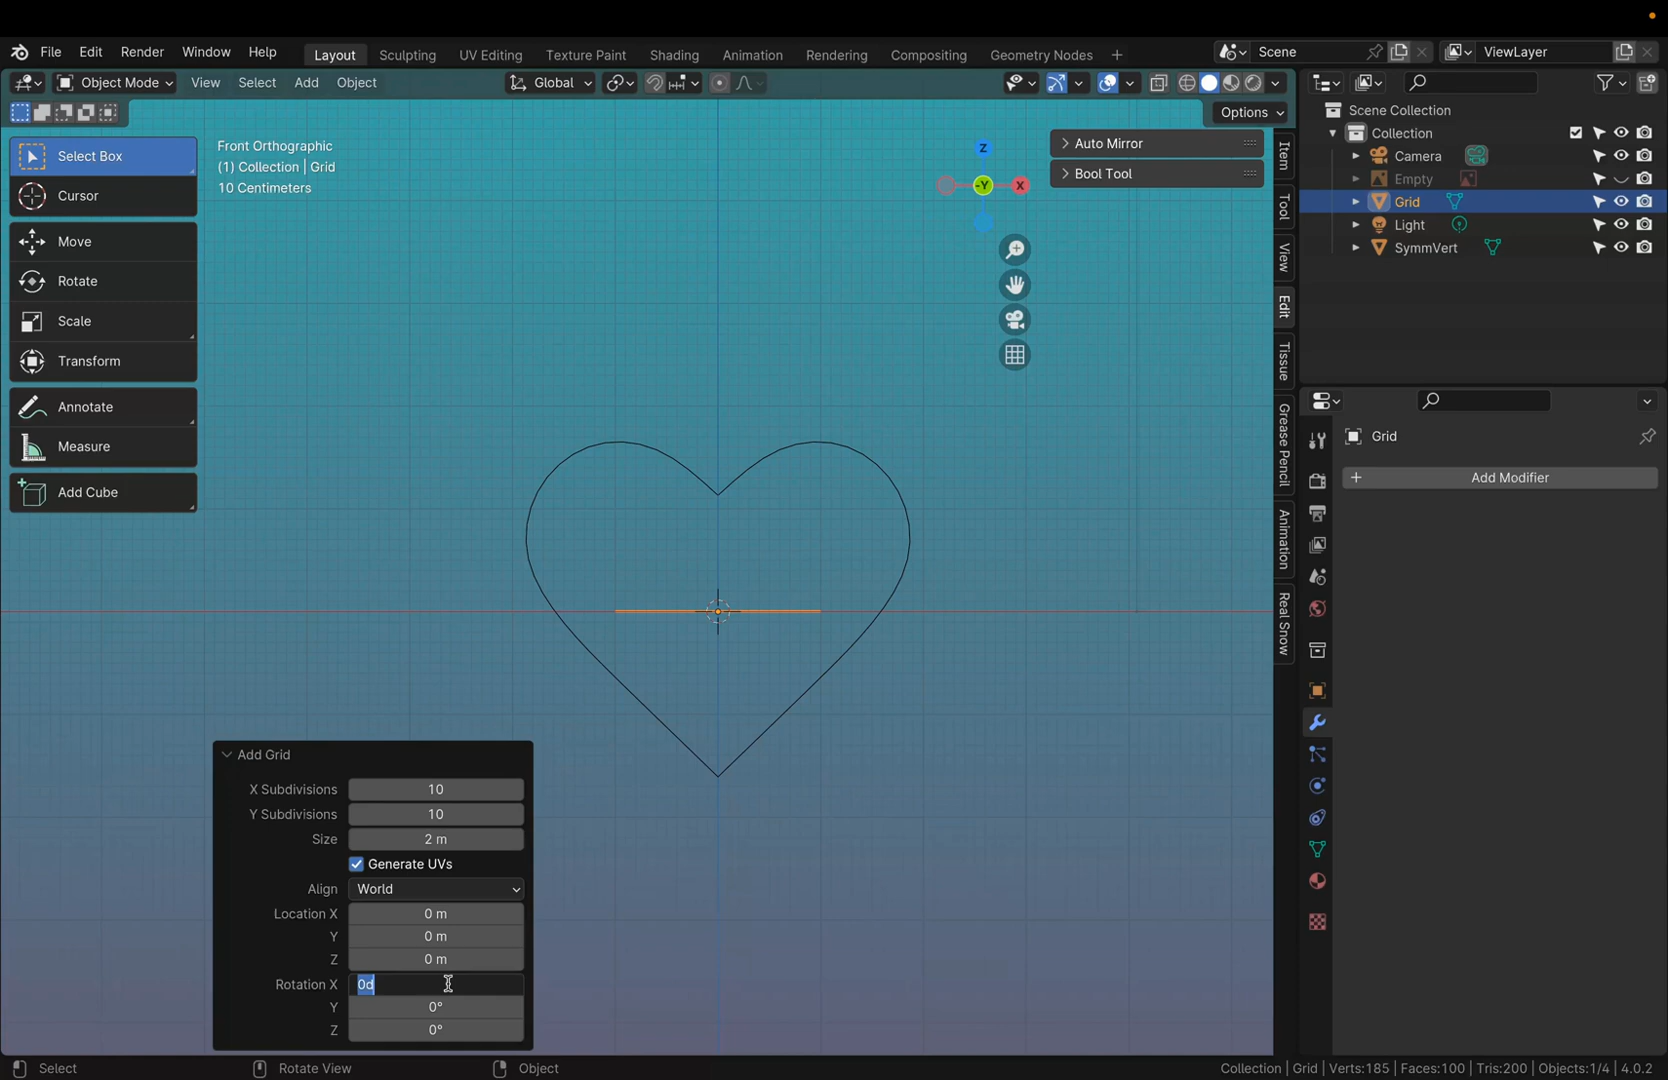 File Edit Render Window Help Layout Sculpting UV Editing Texture Paint Shading Animation Rendering Compositing Geometry Nodes + Scene ViewLayer
Object Mode View Select Add Object Global
Options
Select Box
Cursor
Move
Rotate
Scale
Transform
Annotate
Measure
Add Cube
Front Orthographic
(1) Collection | Grid
10 Centimeters
Z
-Y
X
Auto Mirror
Bool Tool
Item
Tool
View
Edit
Tissue
Grease Pencil
Animation
Real Snow
Scene Collection
Collection
Camera
Empty
Grid
Light
SymmVert
Grid
+ Add Modifier
Add Grid
X Subdivisions 10
Y Subdivisions 10
Size 2 m
Generate UVs
Align World
Location X 0 m
Y 0 m
Z 0 m
Rotation X 0d
Y 0°
Z 0°
Select Rotate View Object Collection | Grid | Verts:185 | Faces:100 | Tris:200 | Objects:1/4 | 4.0.2